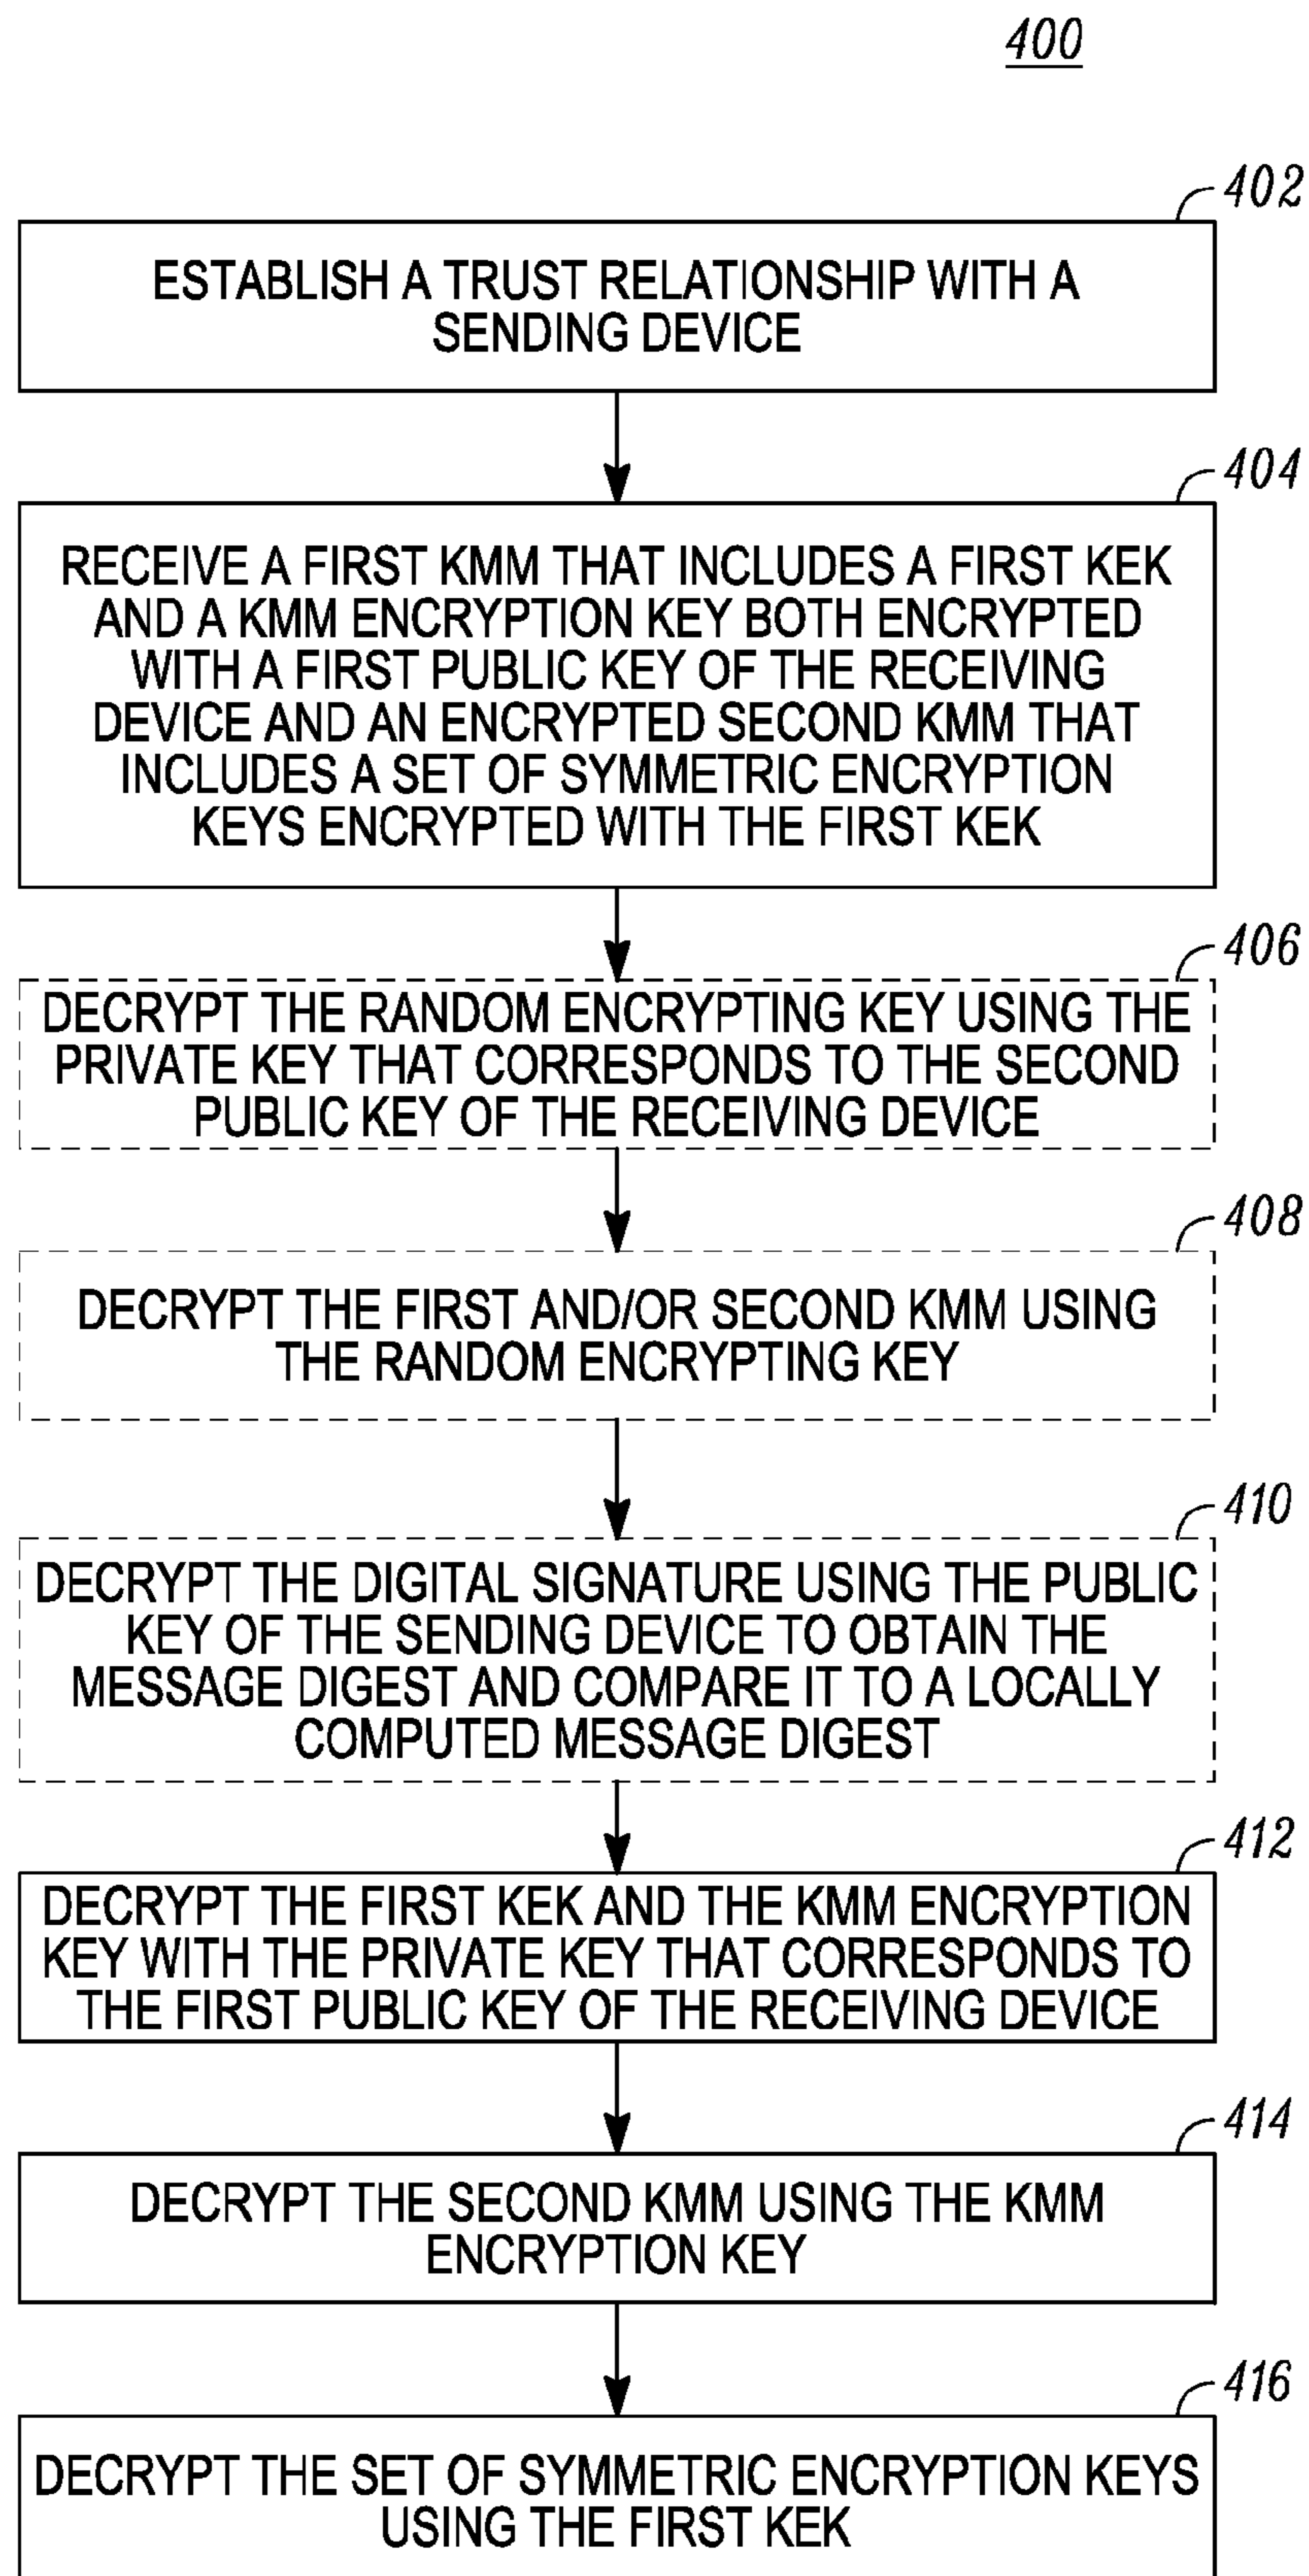 400
402
ESTABLISH A TRUST RELATIONSHIP WITH A
SENDING DEVICE
404
RECEIVE A FIRST KMM THAT INCLUDES A FIRST KEK
AND A KMM ENCRYPTION KEY BOTH ENCRYPTED
WITH A FIRST PUBLIC KEY OF THE RECEIVING
DEVICE AND AN ENCRYPTED SECOND KMM THAT
INCLUDES A SET OF SYMMETRIC ENCRYPTION
KEYS ENCRYPTED WITH THE FIRST KEK
406
DECRYPT THE RANDOM ENCRYPTING KEY USING THE
PRIVATE KEY THAT CORRESPONDS TO THE SECOND
PUBLIC KEY OF THE RECEIVING DEVICE
408
DECRYPT THE FIRST AND/OR SECOND KMM USING
THE RANDOM ENCRYPTING KEY
410
DECRYPT THE DIGITAL SIGNATURE USING THE PUBLIC
KEY OF THE SENDING DEVICE TO OBTAIN THE
MESSAGE DIGEST AND COMPARE IT TO A LOCALLY
COMPUTED MESSAGE DIGEST
412
DECRYPT THE FIRST KEK AND THE KMM ENCRYPTION
KEY WITH THE PRIVATE KEY THAT CORRESPONDS TO
THE FIRST PUBLIC KEY OF THE RECEIVING DEVICE
414
DECRYPT THE SECOND KMM USING THE KMM
ENCRYPTION KEY
416
DECRYPT THE SET OF SYMMETRIC ENCRYPTION KEYS
USING THE FIRST KEK